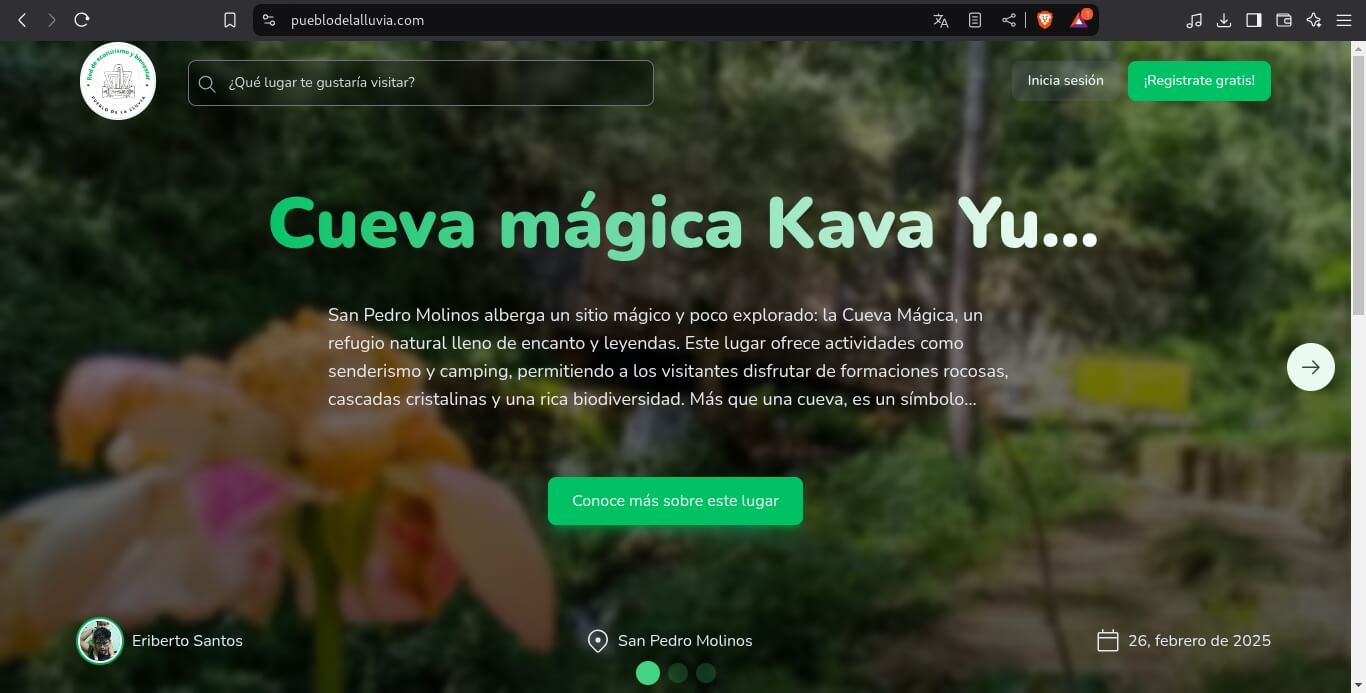 pueblodelalluvia.com
1
Red de ecoturismo y bienestar
PUEBLO DE LA LLUVIA
¿Qué lugar te gustaría visitar?
Inicia sesión
¡Registrate gratis!
Cueva mágica Kava Yu...
San Pedro Molinos alberga un sitio mágico y poco explorado: la Cueva Mágica, un
refugio natural lleno de encanto y leyendas. Este lugar ofrece actividades como
senderismo y camping, permitiendo a los visitantes disfrutar de formaciones rocosas,
cascadas cristalinas y una rica biodiversidad. Más que una cueva, es un símbolo...
Conoce más sobre este lugar
Eriberto Santos
San Pedro Molinos
26, febrero de 2025